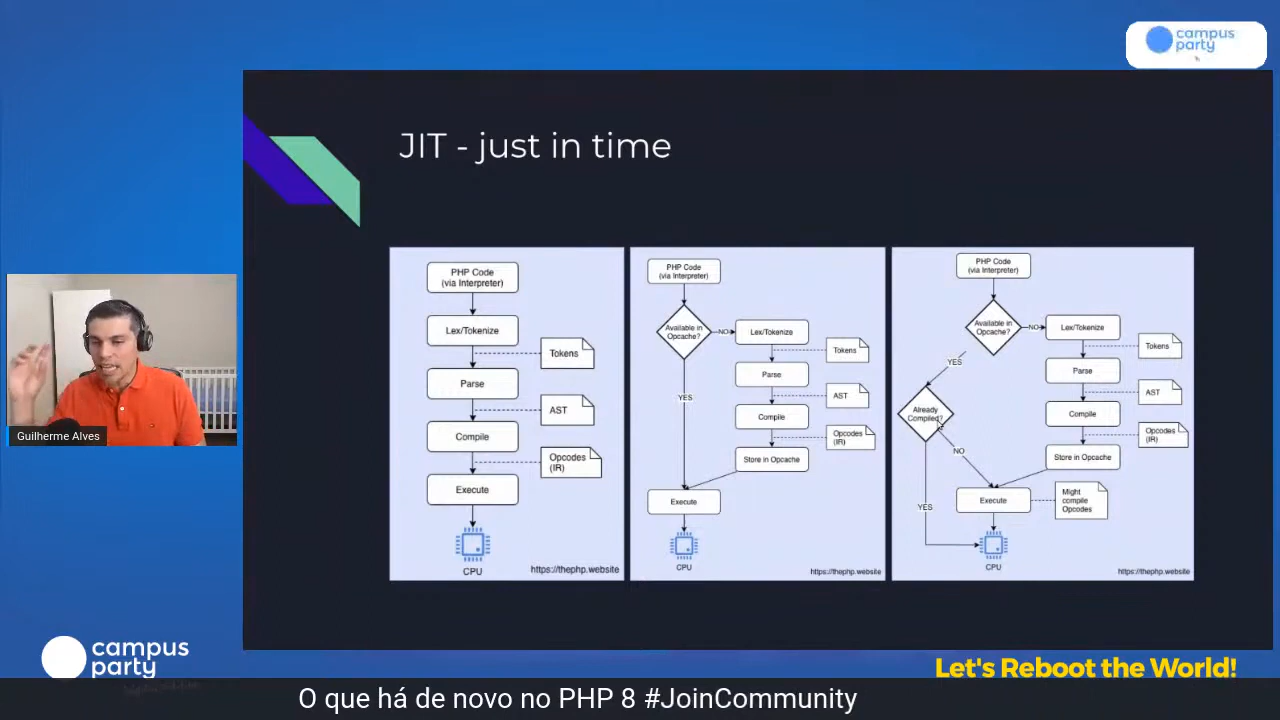 campus
party
JIT - just in time
PHP Code
(via Interpreter)
Lex/Tokenize
Tokens
Parse
AST
Compile
Opcodes
(IR)
Execute
CPU
https://thephp.website
PHP Code
(via Interpreter)
Available in
Opcache?
NO
Lex/Tokenize
Tokens
Parse
AST
YES
Compile
Opcodes
(IR)
Store in Opcache
Execute
CPU
https://thephp.website
PHP Code
(via Interpreter)
Available in
Opcache?
NO
Lex/Tokenize
Tokens
YES
Parse
AST
Already
Compiled?
Compile
Opcodes
(IR)
NO
Store in Opcache
YES
Execute
Might
compile
Opcodes
CPU
https://thephp.website
Guilherme Alves
campus
party
Let's Reboot the World!
O que há de novo no PHP 8 #JoinCommunity